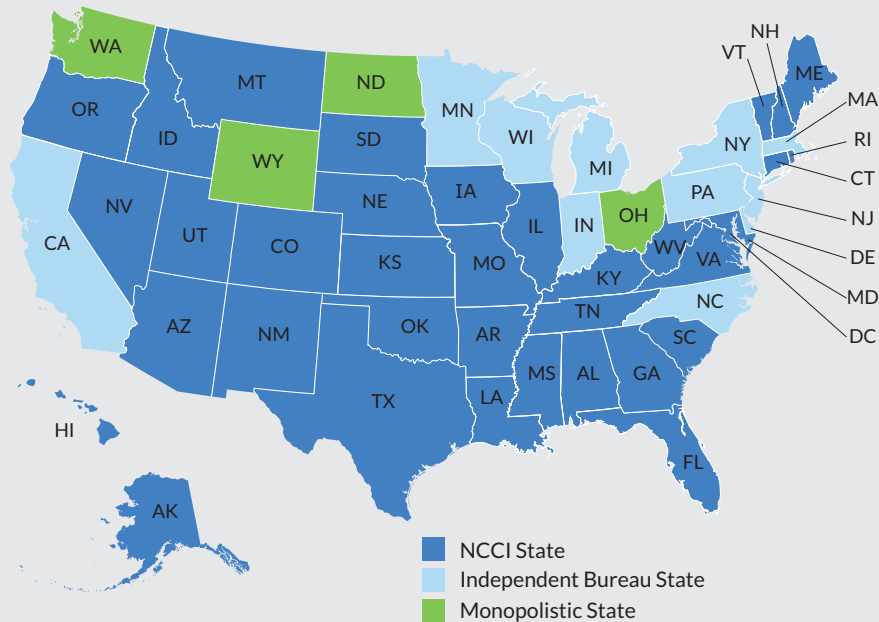 WA
MT
ND
MN
VT
NH
ME
OR
ID
SD
WI
MI
NY
MA
RI
CT
WY
NV
UT
CO
NE
IA
IL
IN
OH
PA
NJ
DE
MD
DC
CA
KS
MO
KY
WV
VA
AZ
NM
OK
AR
TN
NC
SC
TX
LA
MS
AL
GA
FL
HI
AK
NCCI State
Independent Bureau State
Monopolistic State